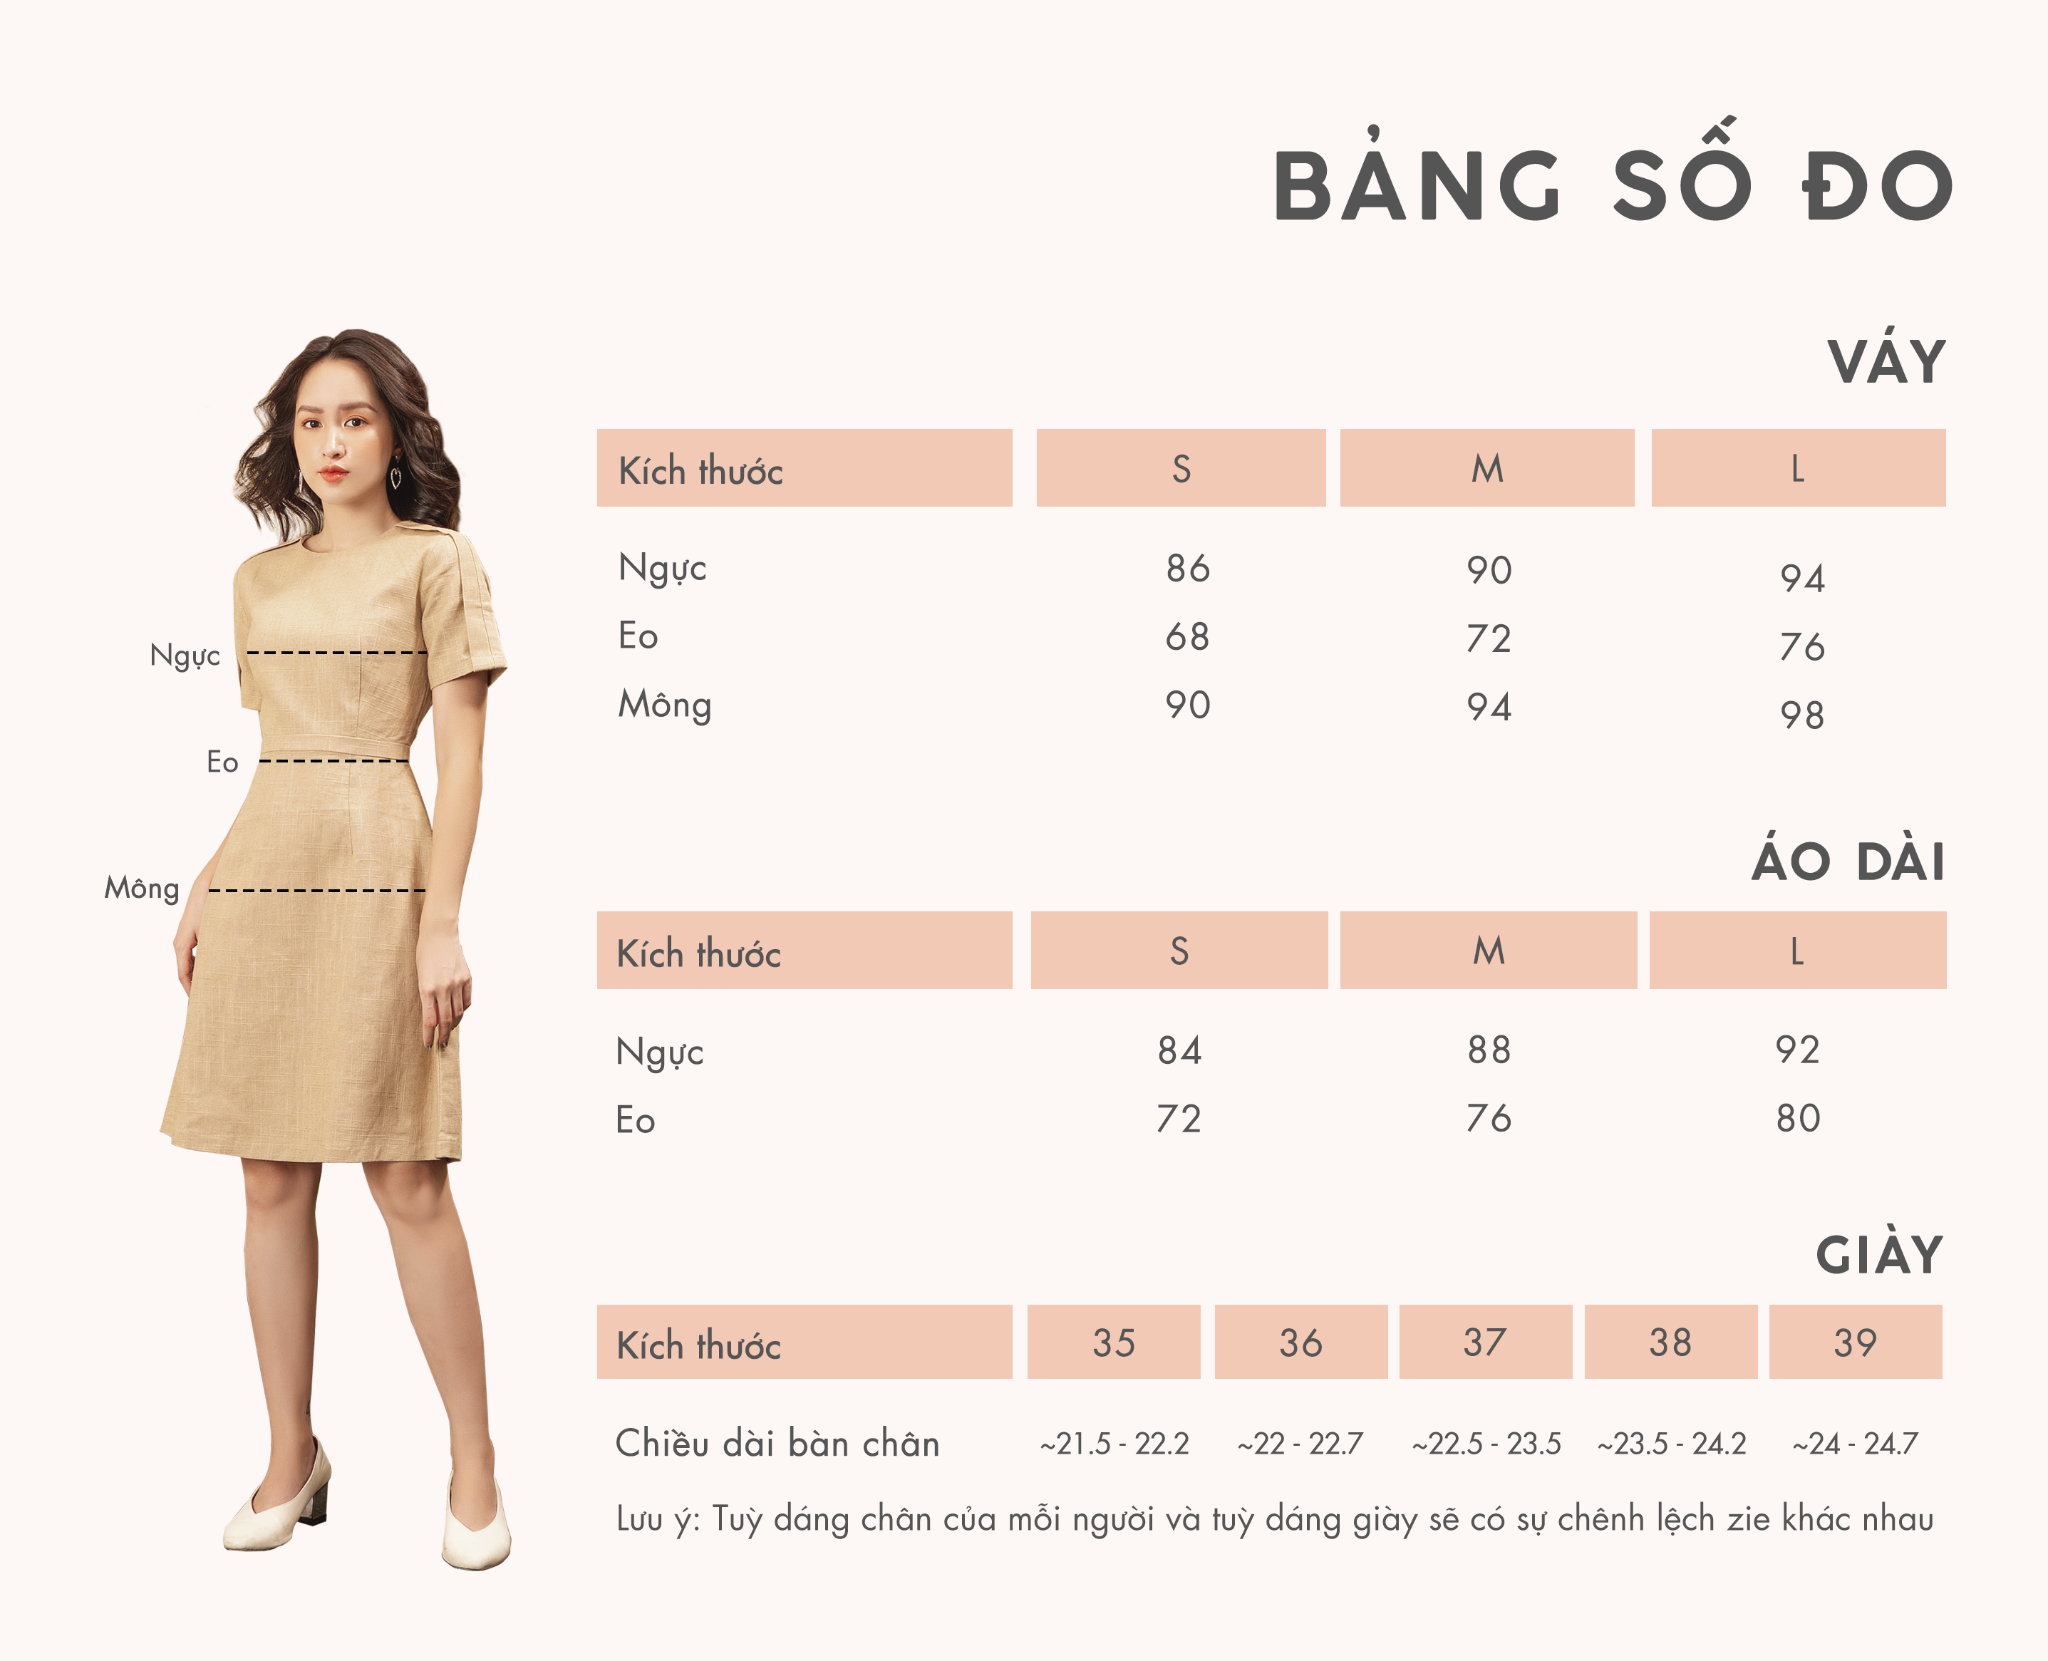 BẢNG SỐ ĐO
VÁY
Kích thước S M L
Ngực 86 90 94
Eo 68 72 76
Mông 90 94 98
Ngực
Eo
Mông
ÁO DÀI
Kích thước S M L
Ngực 84 88 92
Eo 72 76 80
GIÀY
Kích thước 35 36 37 38 39
Chiều dài bàn chân ~21.5 - 22.2 ~22 - 22.7 ~22.5 - 23.5 ~23.5 - 24.2 ~24 - 24.7
Lưu ý: Tuỳ dáng chân của mỗi người và tuỳ dáng giày sẽ có sự chênh lệch zie khác nhau